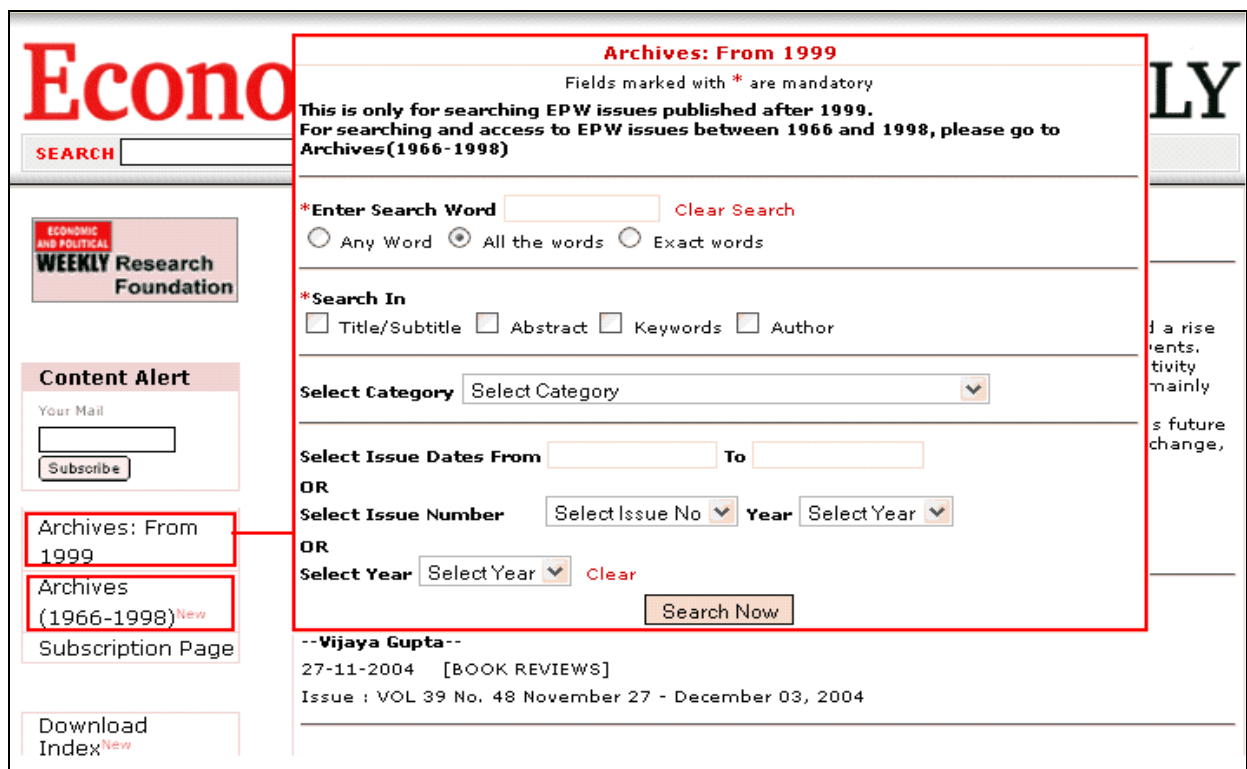 Econo
LY
SEARCH
ECONOMIC
AND POLITICAL
WEEKLY Research
Foundation
Content Alert
Your Mail
Subscribe
Archives: From
1999
Archives
(1966-1998)New
Subscription Page
Download
IndexNew
Archives: From 1999
Fields marked with * are mandatory
This is only for searching EPW issues published after 1999.
For searching and access to EPW issues between 1966 and 1998, please go to
Archives(1966-1998)
*Enter Search Word Clear Search
Any Word All the words Exact words
*Search In
Title/Subtitle Abstract Keywords Author
Select Category Select Category
Select Issue Dates From To
OR
Select Issue Number Select Issue No Year Select Year
OR
Select Year Select Year Clear
Search Now
a rise
tivity
mainly
s future
change,
--Vijaya Gupta--
27-11-2004 [BOOK REVIEWS]
Issue : VOL 39 No. 48 November 27 - December 03, 2004